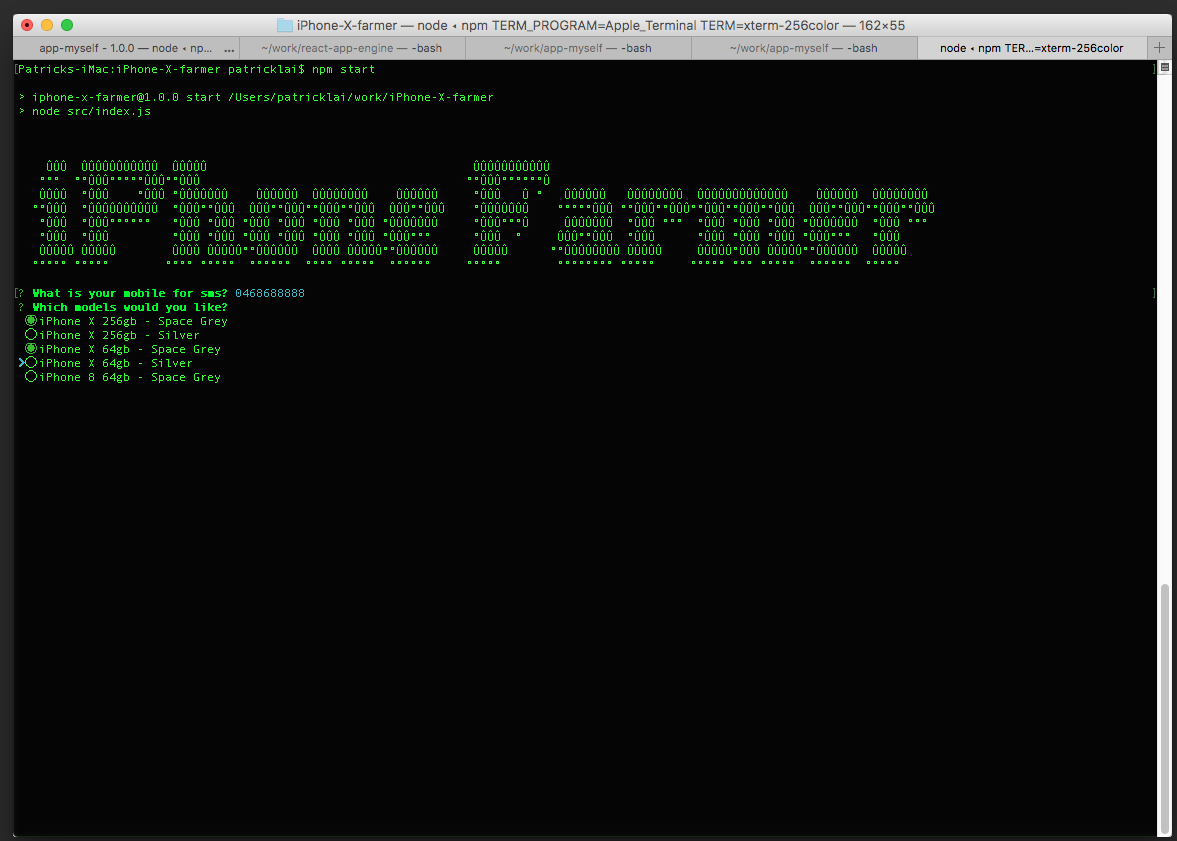 iPhone-X-farmer — node ◂ npm TERM_PROGRAM=Apple_Terminal TERM=xterm-256color — 162×55
app-myself - 1.0.0 — node ◂ np... ...
~/work/react-app-engine — -bash
~/work/app-myself — -bash
~/work/app-myself — -bash
node ◂ npm TER...=xterm-256color
[Patricks-iMac:iPhone-X-farmer patricklai$ npm start ]
> iphone-x-farmer@1.0.0 start /Users/patricklai/work/iPhone-X-farmer
> node src/index.js
iPhone Farmer
[? What is your mobile for sms? 0468688888 ]
? Which models would you like?
◉iPhone X 256gb - Space Grey
◯iPhone X 256gb - Silver
◉iPhone X 64gb - Space Grey
❯◯iPhone X 64gb - Silver
◯iPhone 8 64gb - Space Grey